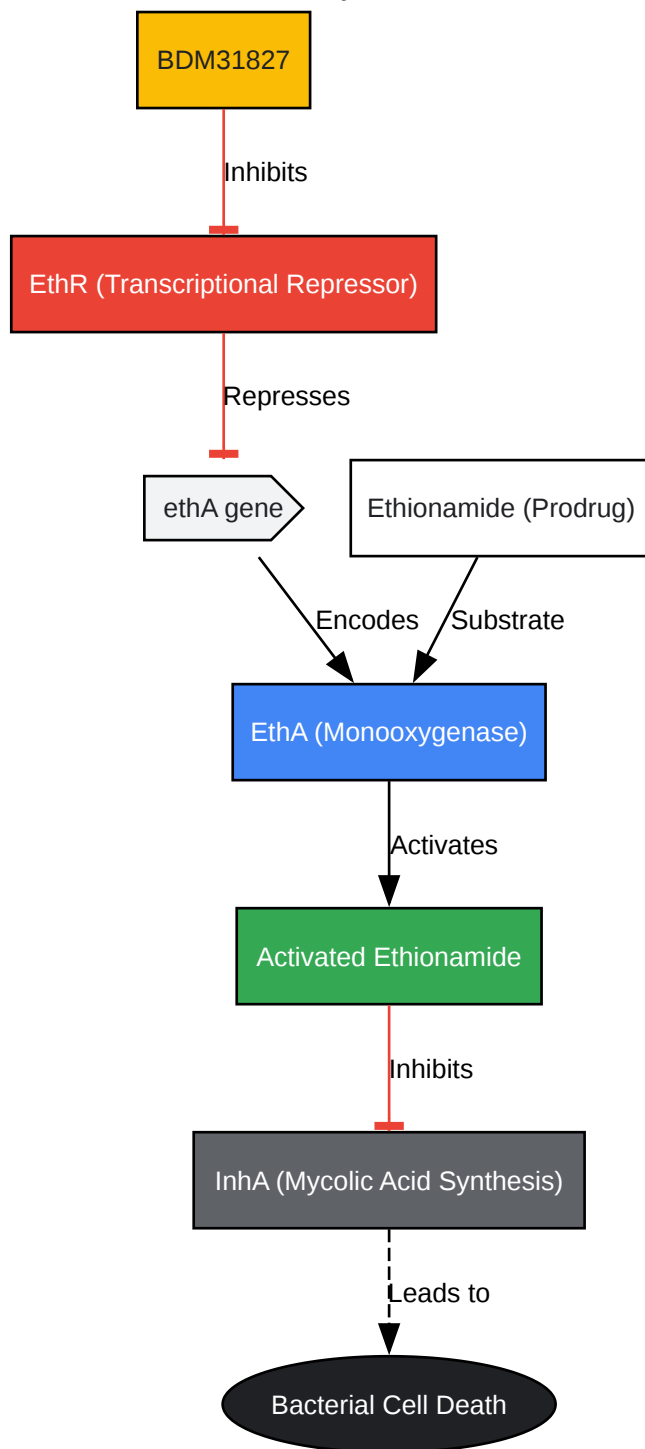 BDM31827
Inhibits
EthR (Transcriptional Repressor)
Represses
ethA gene
Ethionamide (Prodrug)
Encodes
Substrate
EthA (Monooxygenase)
Activates
Activated Ethionamide
Inhibits
InhA (Mycolic Acid Synthesis)
Leads to
Bacterial Cell Death